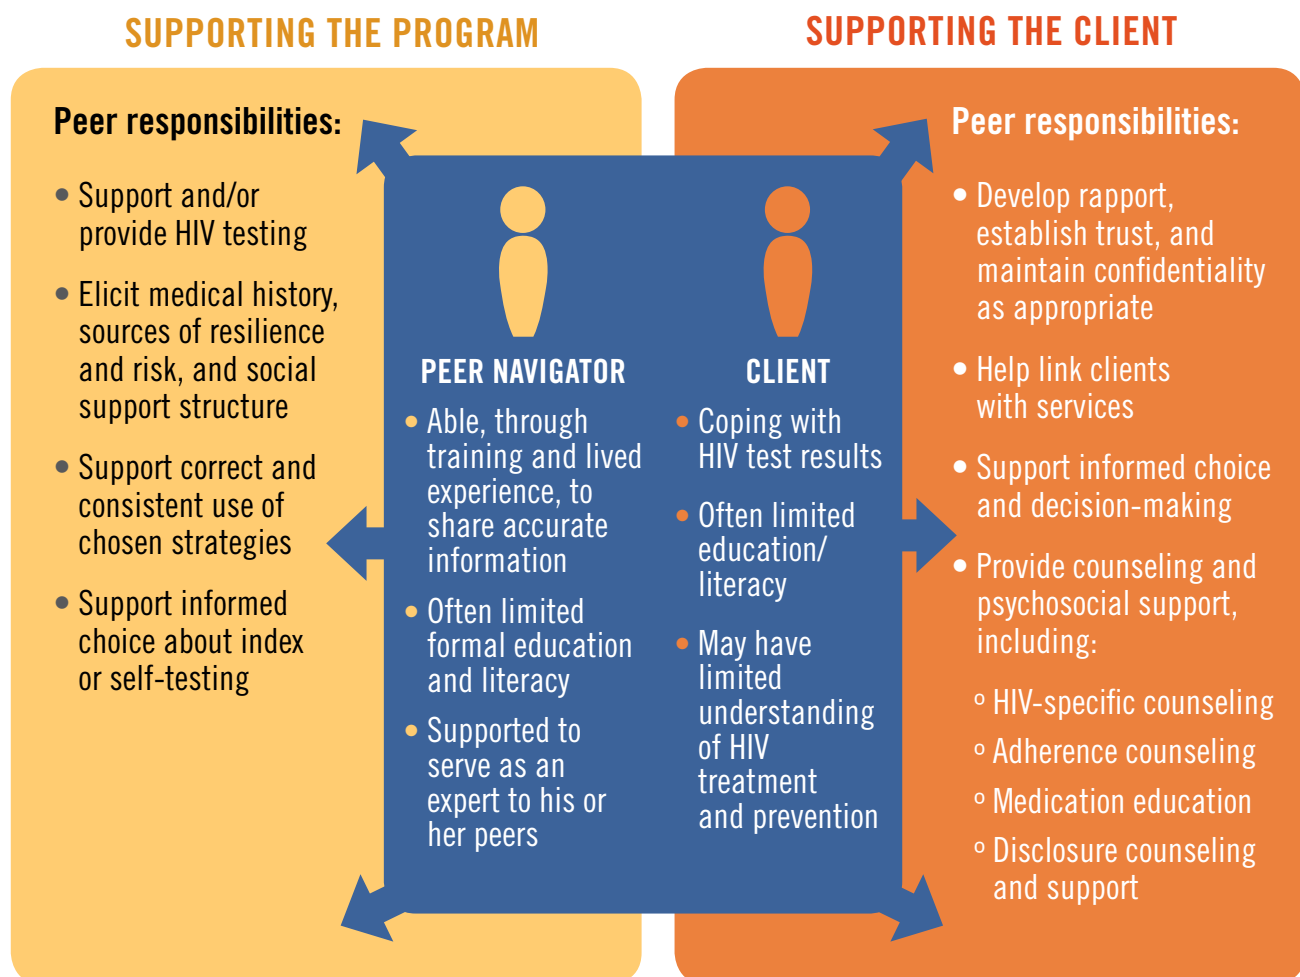 SUPPORTING THE PROGRAM
Peer responsibilities:
• Support and/or
provide HIV testing
• Elicit medical history,
sources of resilience
and risk, and social
support structure
• Support correct and
consistent use of
chosen strategies
• Support informed
choice about index
or self-testing
PEER NAVIGATOR
• Able, through
training and lived
experience, to
share accurate
information
• Often limited
formal education
and literacy
• Supported to
serve as an
expert to his or
her peers
CLIENT
• Coping with
HIV test results
• Often limited
education/
literacy
• May have
limited
understanding
of HIV
treatment
and prevention
SUPPORTING THE CLIENT
Peer responsibilities:
• Develop rapport,
establish trust, and
maintain confidentiality
as appropriate
• Help link clients
with services
• Support informed choice
and decision-making
• Provide counseling and
psychosocial support,
including:
o HIV-specific counseling
o Adherence counseling
o Medication education
o Disclosure counseling
and support